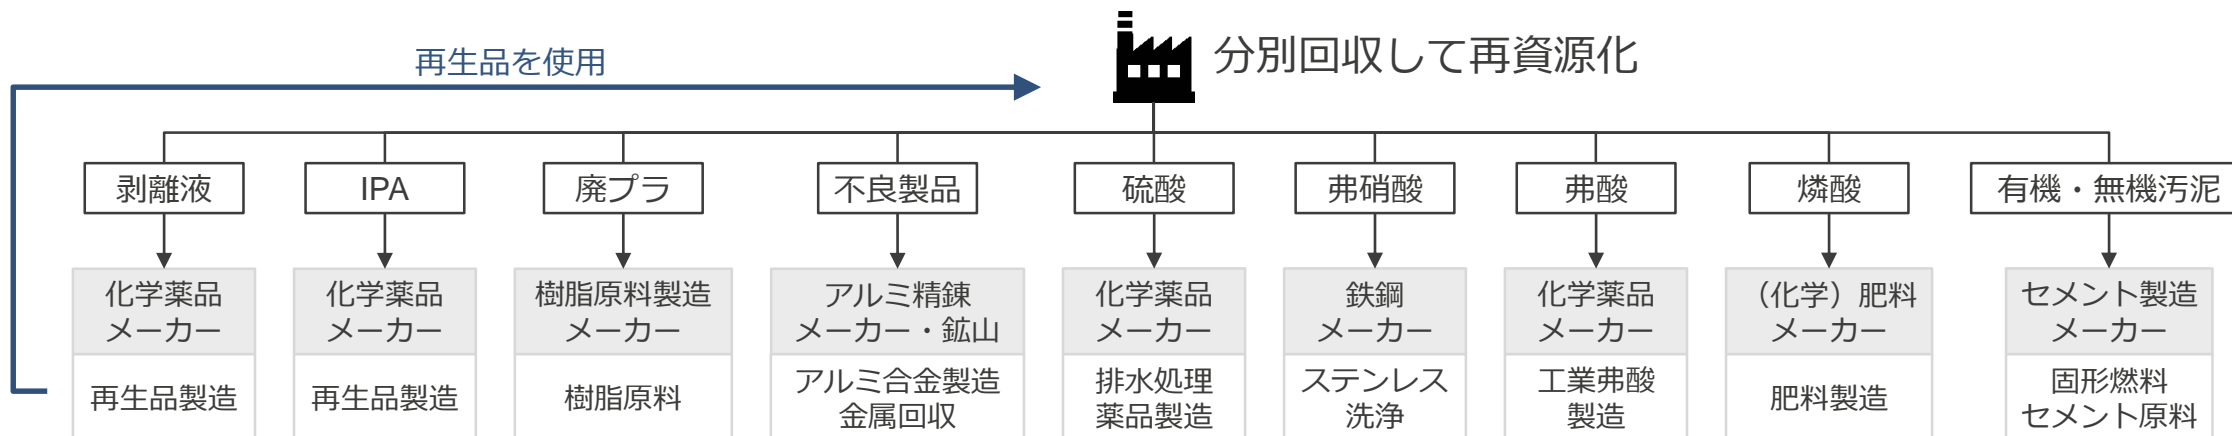 再生品を使用
分別回収して再資源化
剥離液
IPA
廃プラ
不良製品
硫酸
弗硝酸
弗酸
燐酸
有機・無機汚泥
化学薬品
メーカー
化学薬品
メーカー
樹脂原料製造
メーカー
アルミ精錬
メーカー・鉱山
化学薬品
メーカー
鉄鋼
メーカー
化学薬品
メーカー
（化学）肥料
メーカー
セメント製造
メーカー
再生品製造
再生品製造
樹脂原料
アルミ合金製造
金属回収
排水処理
薬品製造
ステンレス
洗浄
工業弗酸
製造
肥料製造
固形燃料
セメント原料